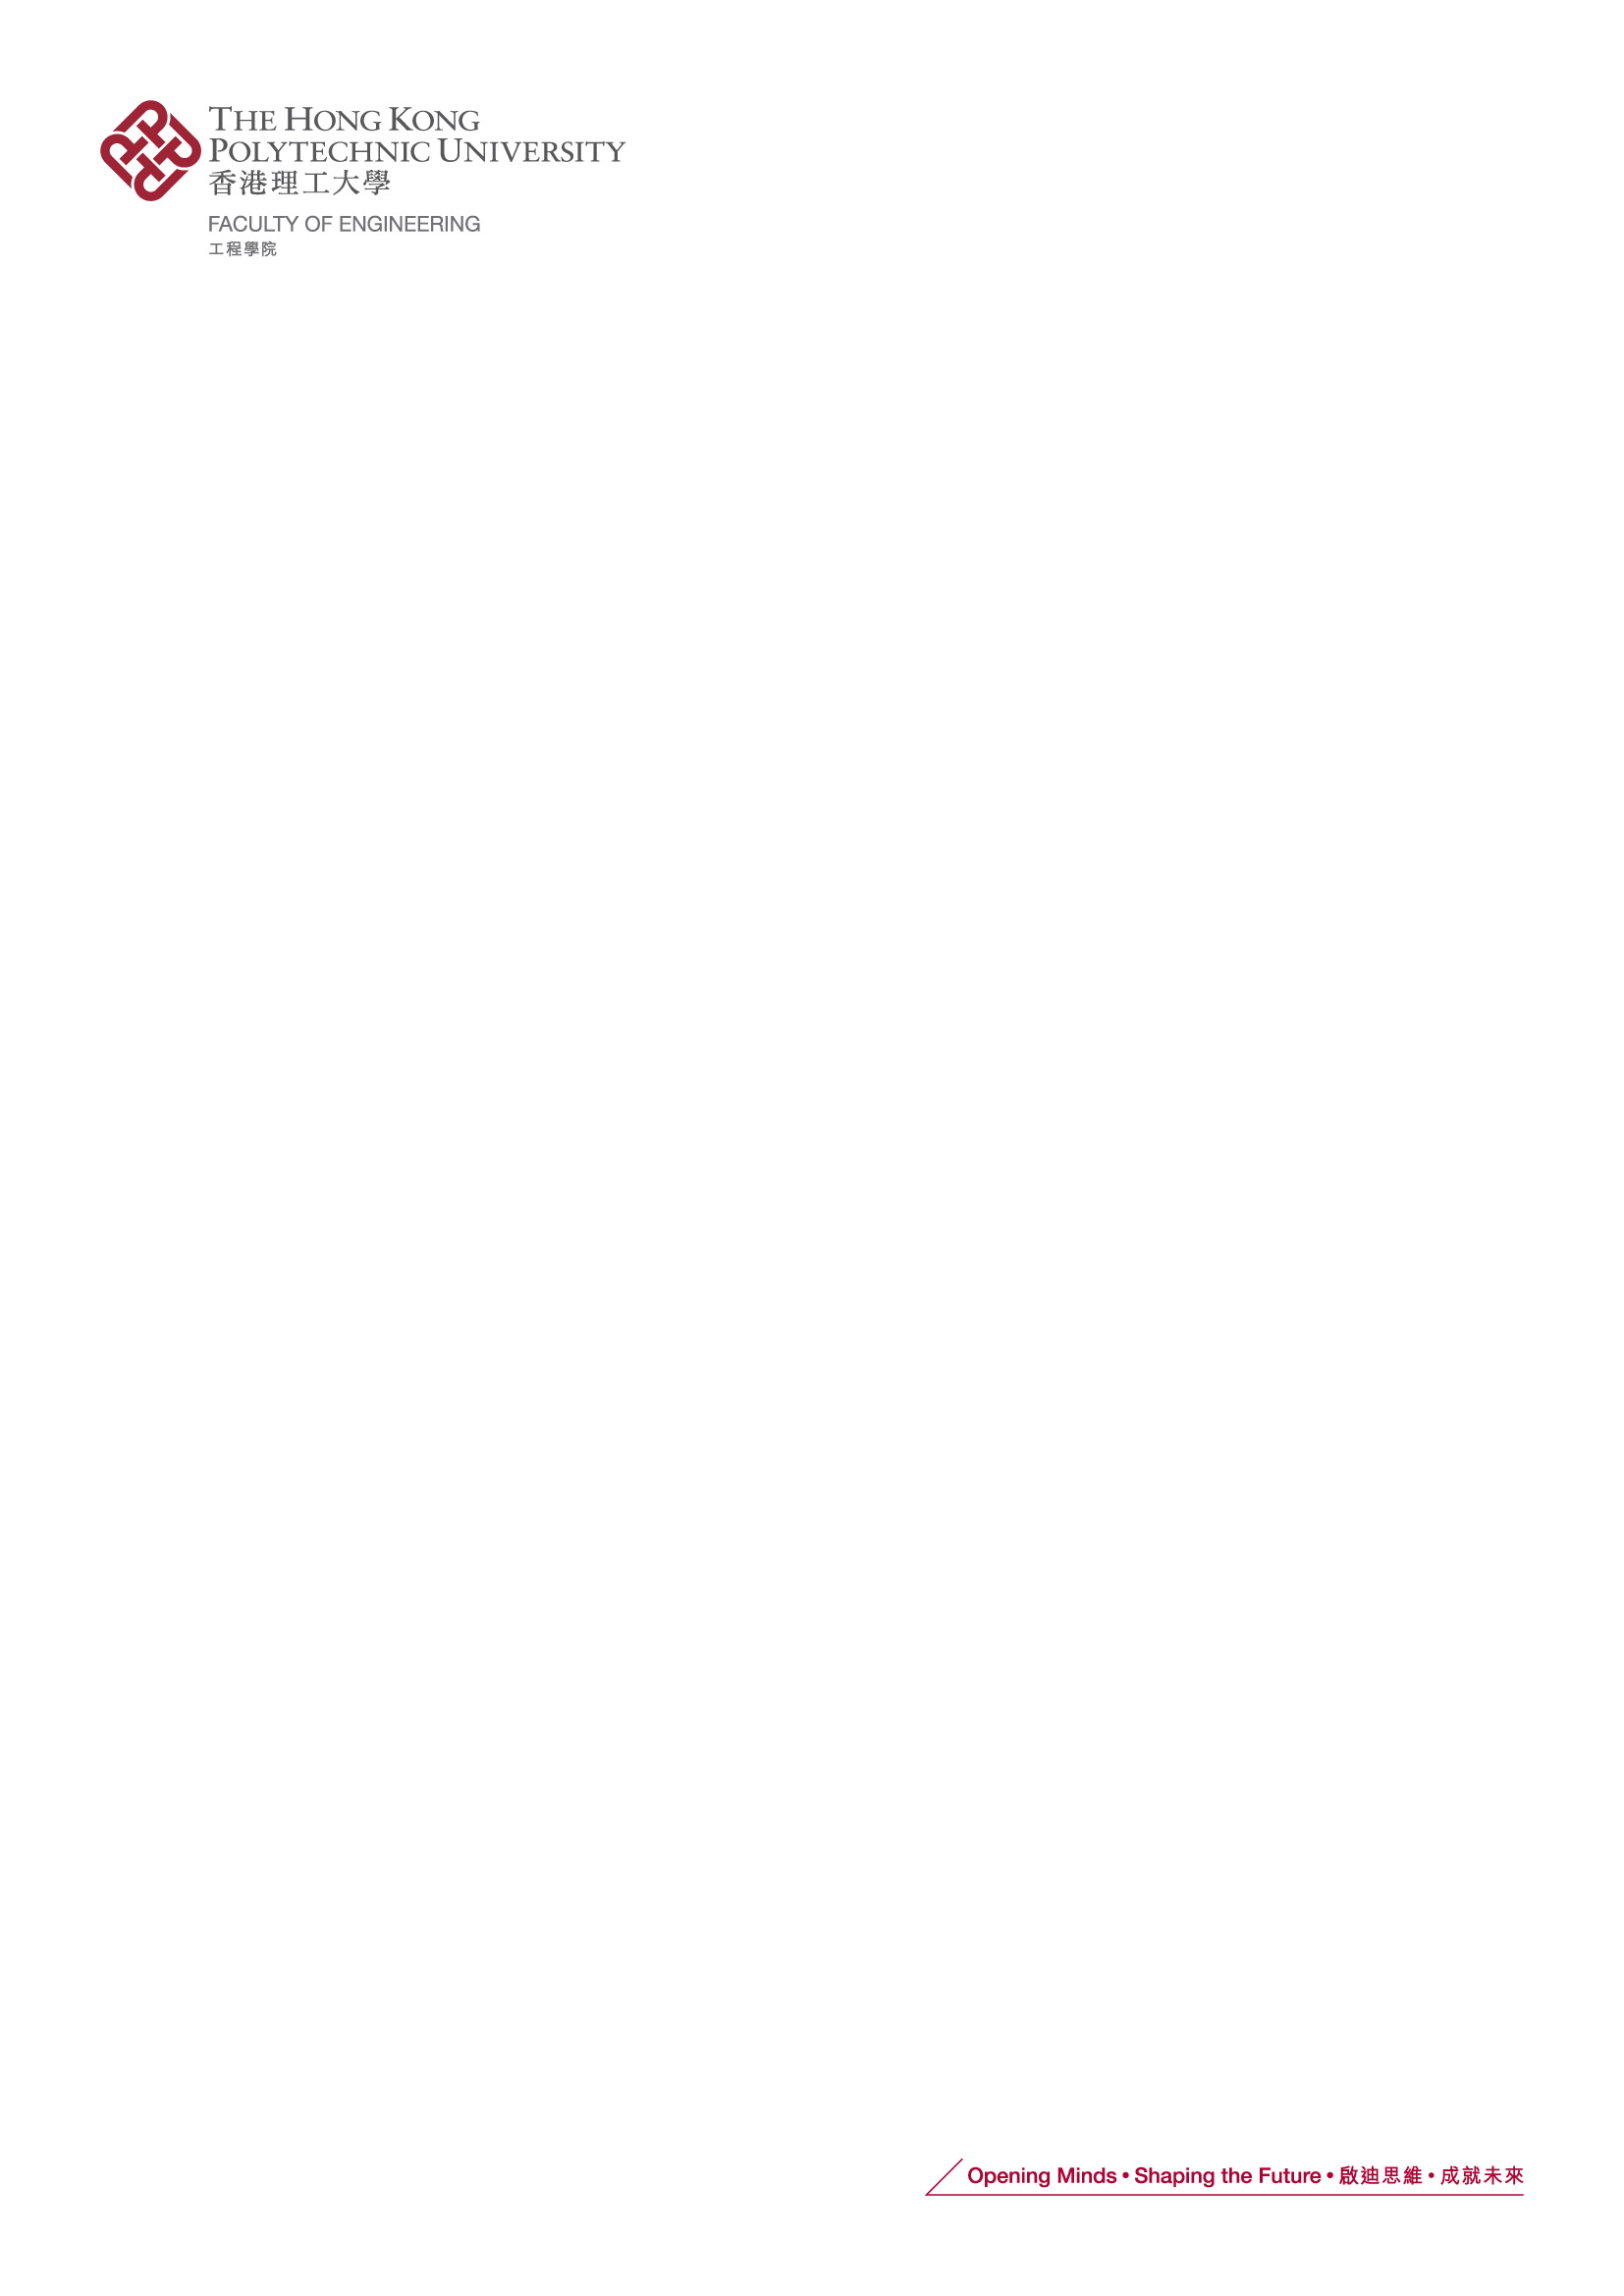 THE HONG KONG
POLYTECHNIC UNIVERSITY
香港理工大學
FACULTY OF ENGINEERING
工程學院
Opening Minds • Shaping the Future • 啟迪思維 • 成就未來